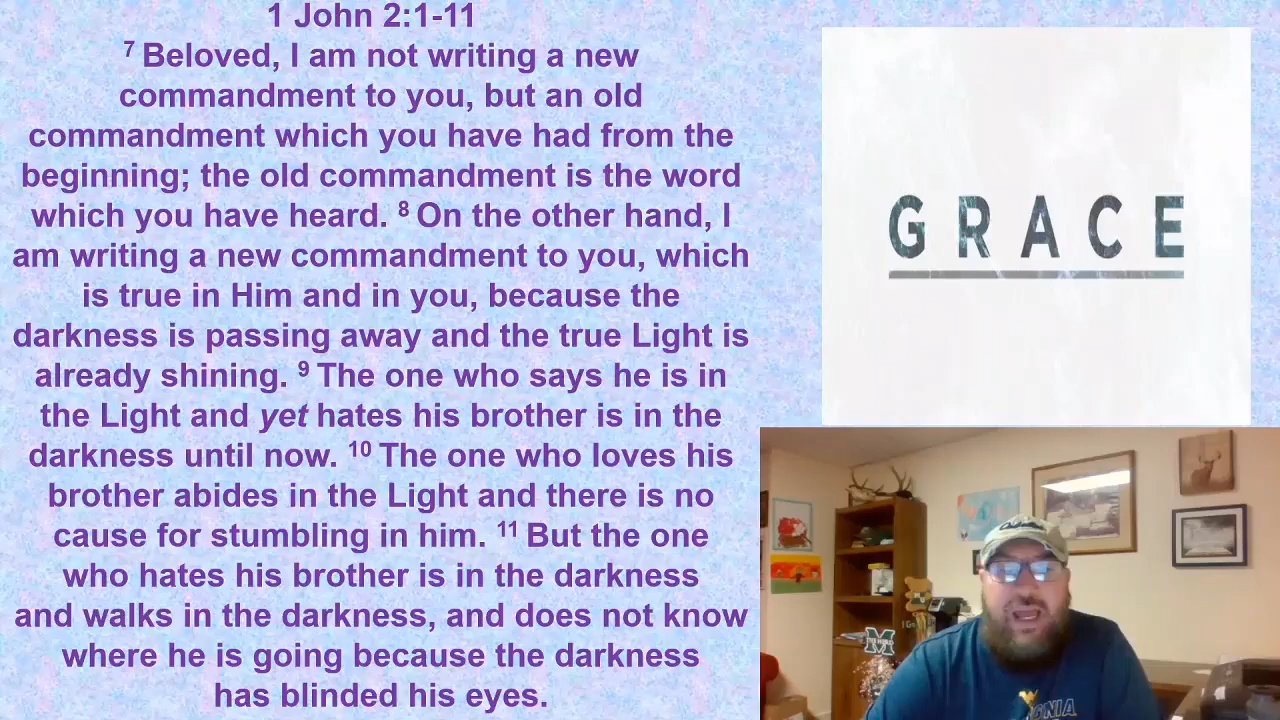 1 John 2:1-11
7 Beloved, I am not writing a new
commandment to you, but an old
commandment which you have had from the
beginning; the old commandment is the word
which you have heard. 8 On the other hand, I
am writing a new commandment to you, which
is true in Him and in you, because the
darkness is passing away and the true Light is
already shining. 9 The one who says he is in
the Light and yet hates his brother is in the
darkness until now. 10 The one who loves his
brother abides in the Light and there is no
cause for stumbling in him. 11 But the one
who hates his brother is in the darkness
and walks in the darkness, and does not know
where he is going because the darkness
has blinded his eyes.
GRACE
M